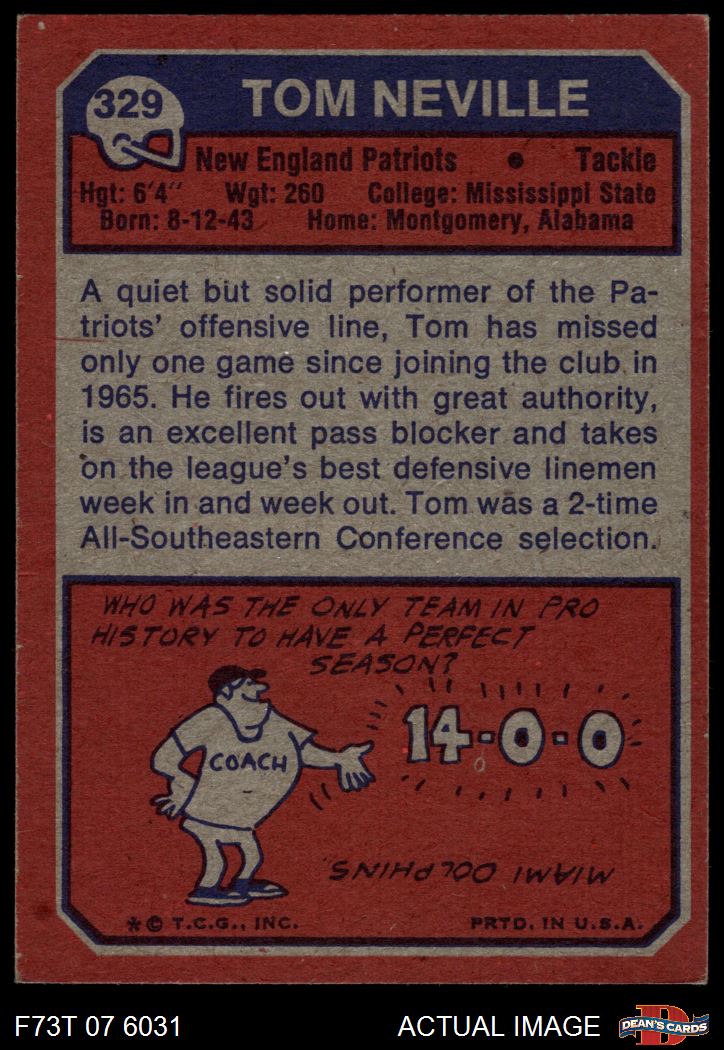 329
TOM NEVILLE
New England Patriots • Tackle
Hgt: 6'4" Wgt: 260 College: Mississippi State
Born: 8-12-43 Home: Montgomery, Alabama
A quiet but solid performer of the Pa-
triots' offensive line, Tom has missed
only one game since joining the club in
1965. He fires out with great authority,
is an excellent pass blocker and takes
on the league's best defensive linemen
week in and week out. Tom was a 2-time
All-Southeastern Conference selection.
WHO WAS THE ONLY TEAM IN PRO
HISTORY TO HAVE A PERFECT
SEASON?
14-0-0
COACH
MIAMI DOLPHINS
*© T.C.G., INC. PRTD. IN U.S.A.
F73T 07 6031 ACTUAL IMAGE
D
DEAN'S CARDS